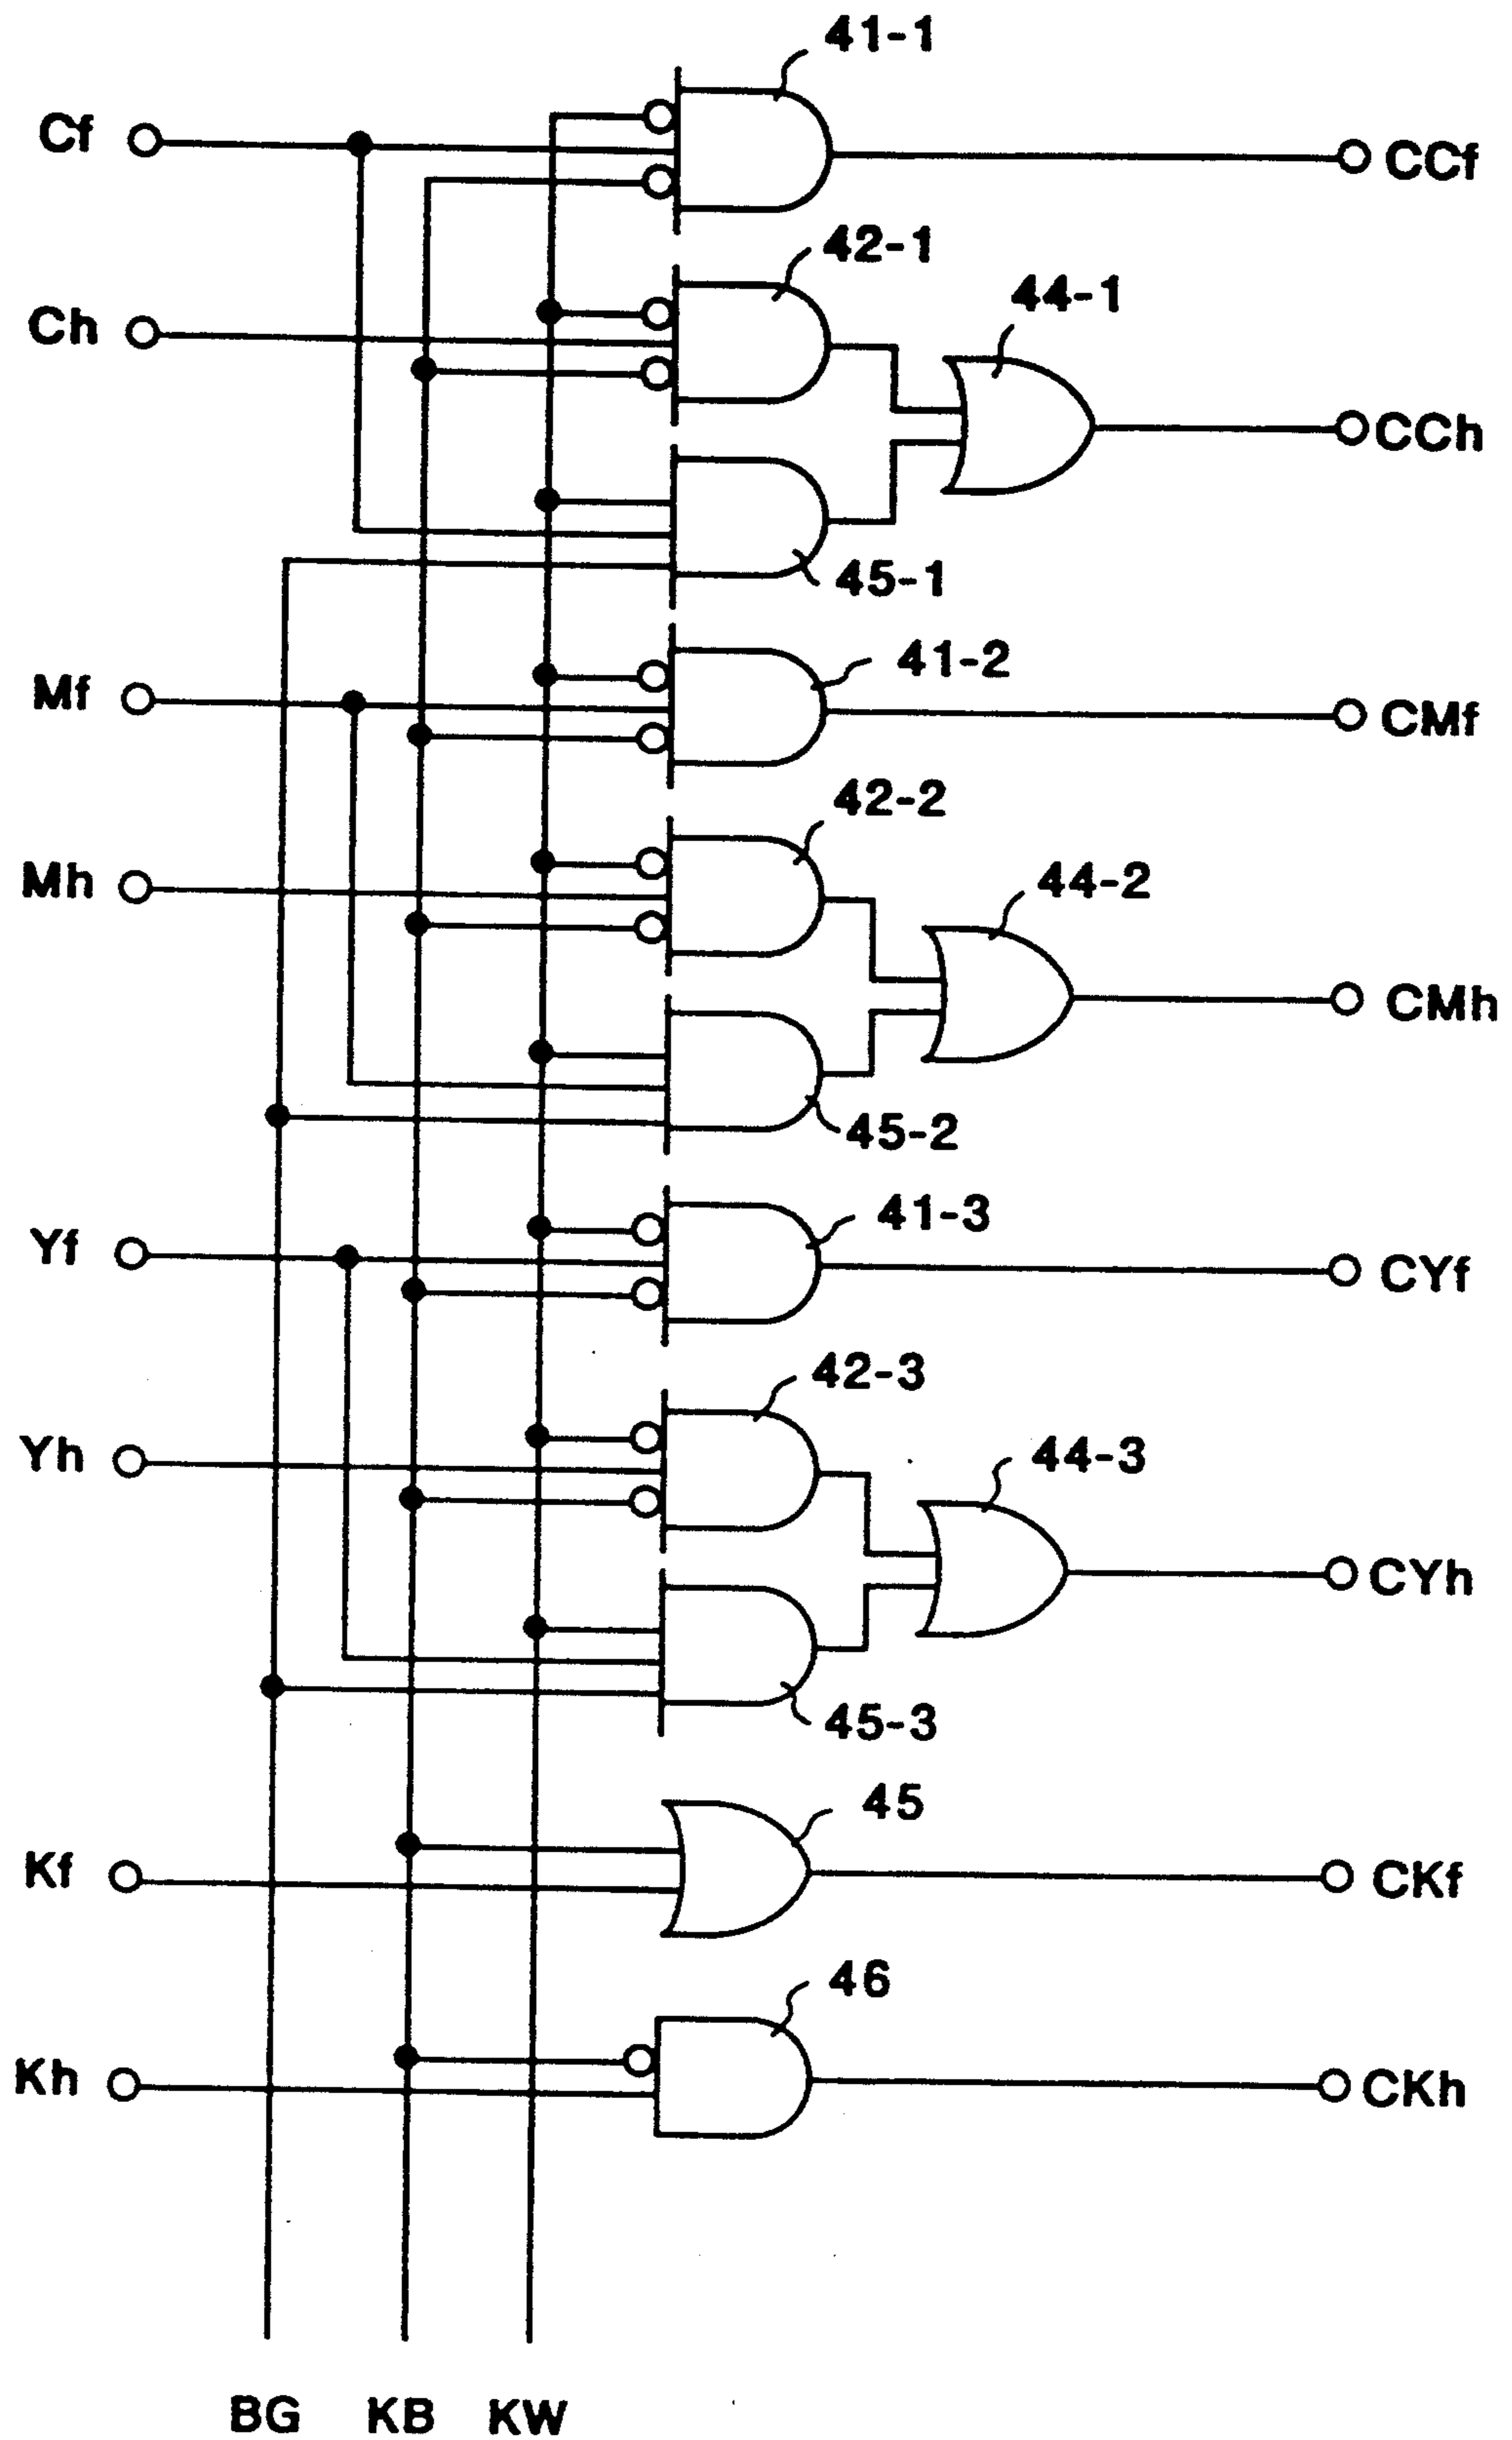 41-1
Cf
CCf
42-1
44-1
Ch
CCh
45-1
41-2
Mf
CMf
42-2
44-2
Mh
CMh
45-2
41-3
Yf
CYf
42-3
44-3
Yh
CYh
45-3
45
Kf
CKf
46
Kh
CKh
BG KB KW